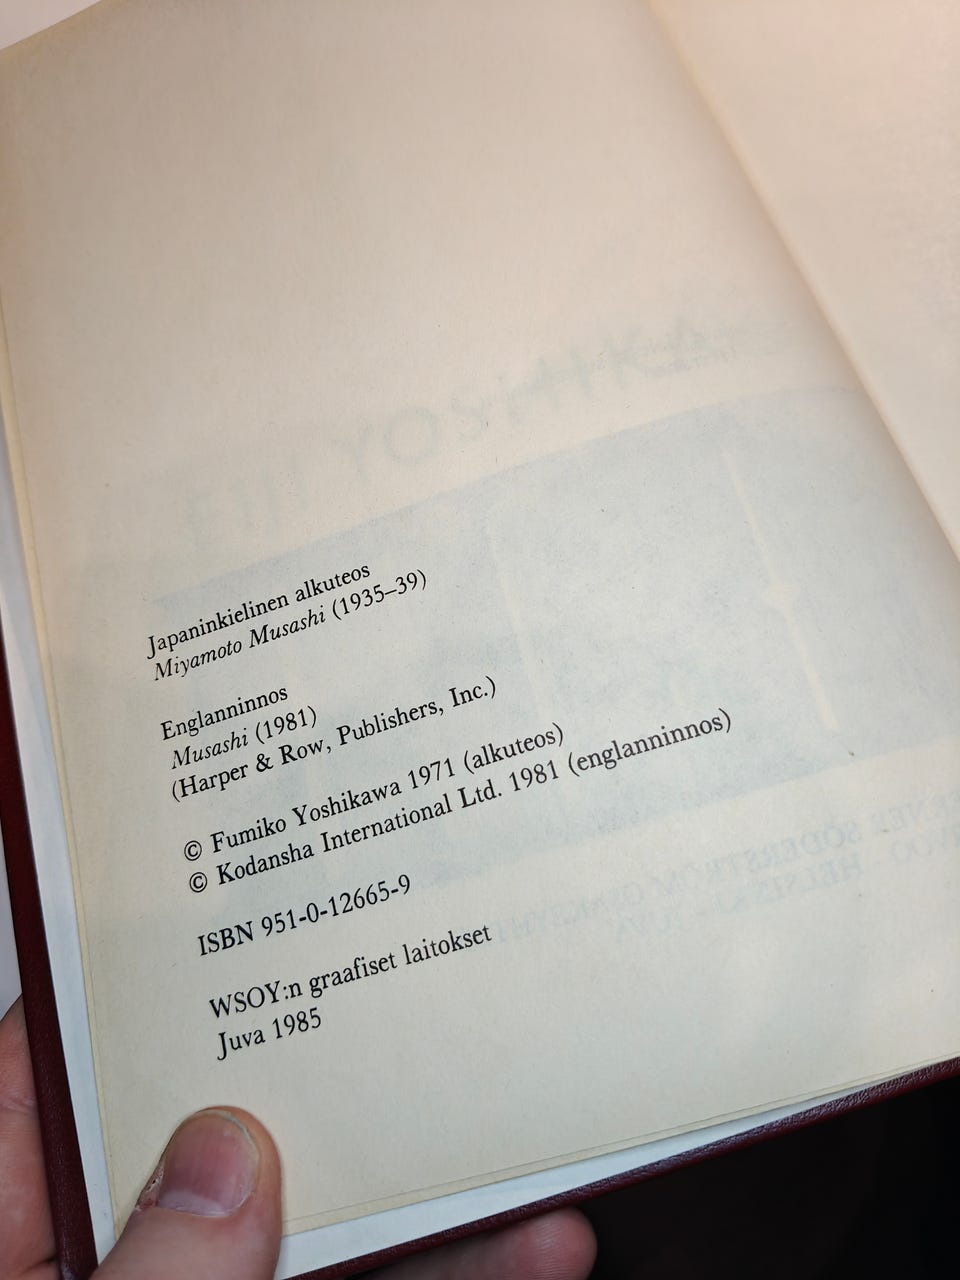 Japaninkielinen alkuteos
Miyamoto Musashi (1935–39)
Englanninnos
Musashi (1981)
(Harper & Row, Publishers, Inc.)
© Fumiko Yoshikawa 1971 (alkuteos)
© Kodansha International Ltd. 1981 (englanninnos)
ISBN 951-0-12665-9
WSOY:n graafiset laitokset
Juva 1985